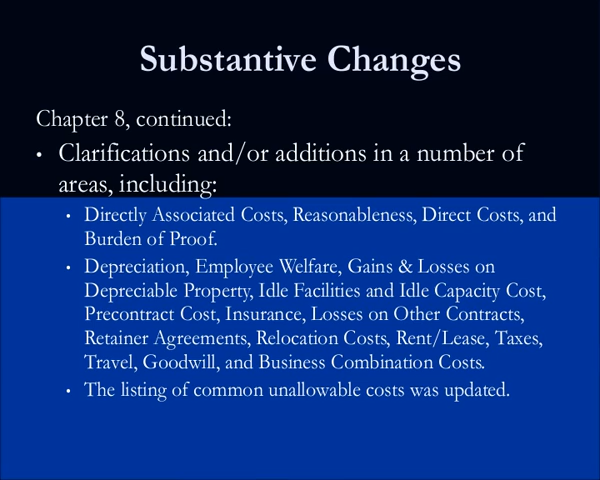 Substantive Changes
Chapter 8, continued:
• Clarifications and/or additions in a number of
areas, including:
• Directly Associated Costs, Reasonableness, Direct Costs, and
Burden of Proof.
• Depreciation, Employee Welfare, Gains & Losses on
Depreciable Property, Idle Facilities and Idle Capacity Cost,
Precontract Cost, Insurance, Losses on Other Contracts,
Retainer Agreements, Relocation Costs, Rent/Lease, Taxes,
Travel, Goodwill, and Business Combination Costs.
• The listing of common unallowable costs was updated.